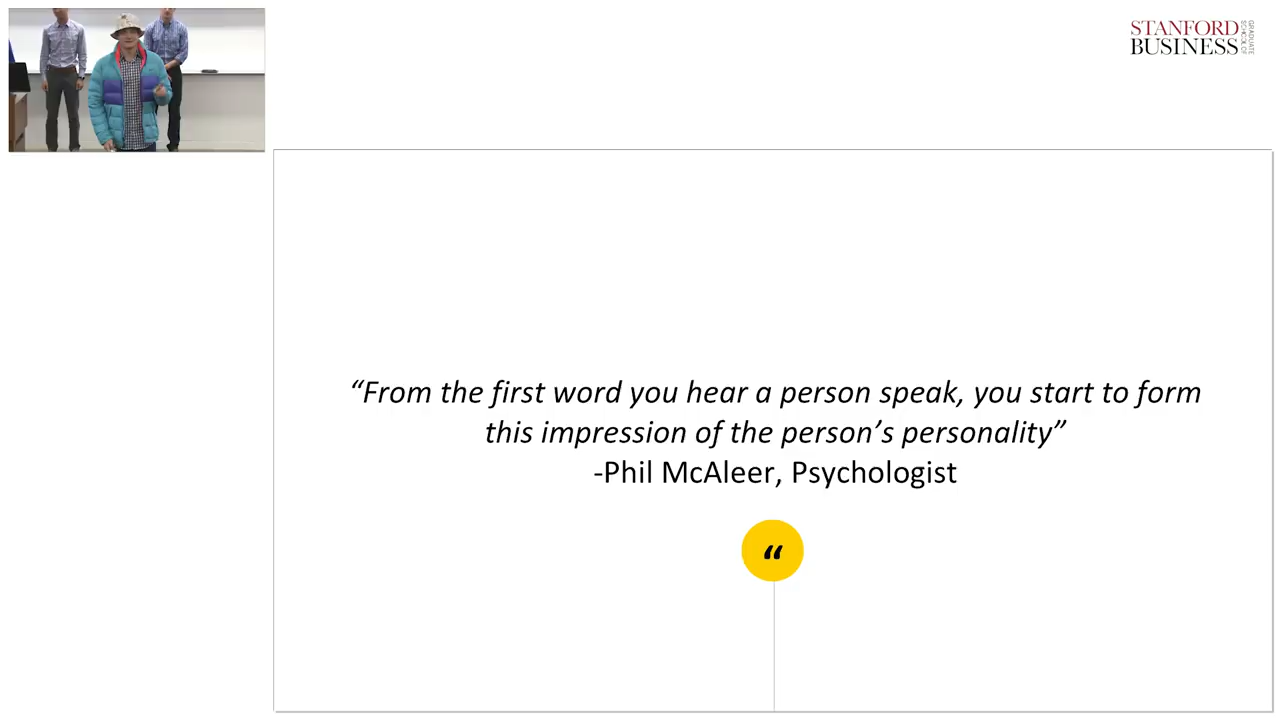 STANFORD
BUSINESS
GRADUATE
SCHOOL OF
“From the first word you hear a person speak, you start to form
this impression of the person’s personality”
-Phil McAleer, Psychologist
“